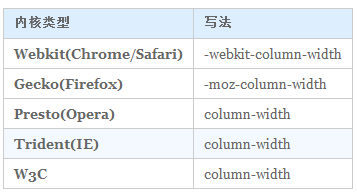 内核类型 写法
Webkit(Chrome/Safari) -webkit-column-width
Gecko(Firefox) -moz-column-width
Presto(Opera) column-width
Trident(IE) column-width
W3C column-width